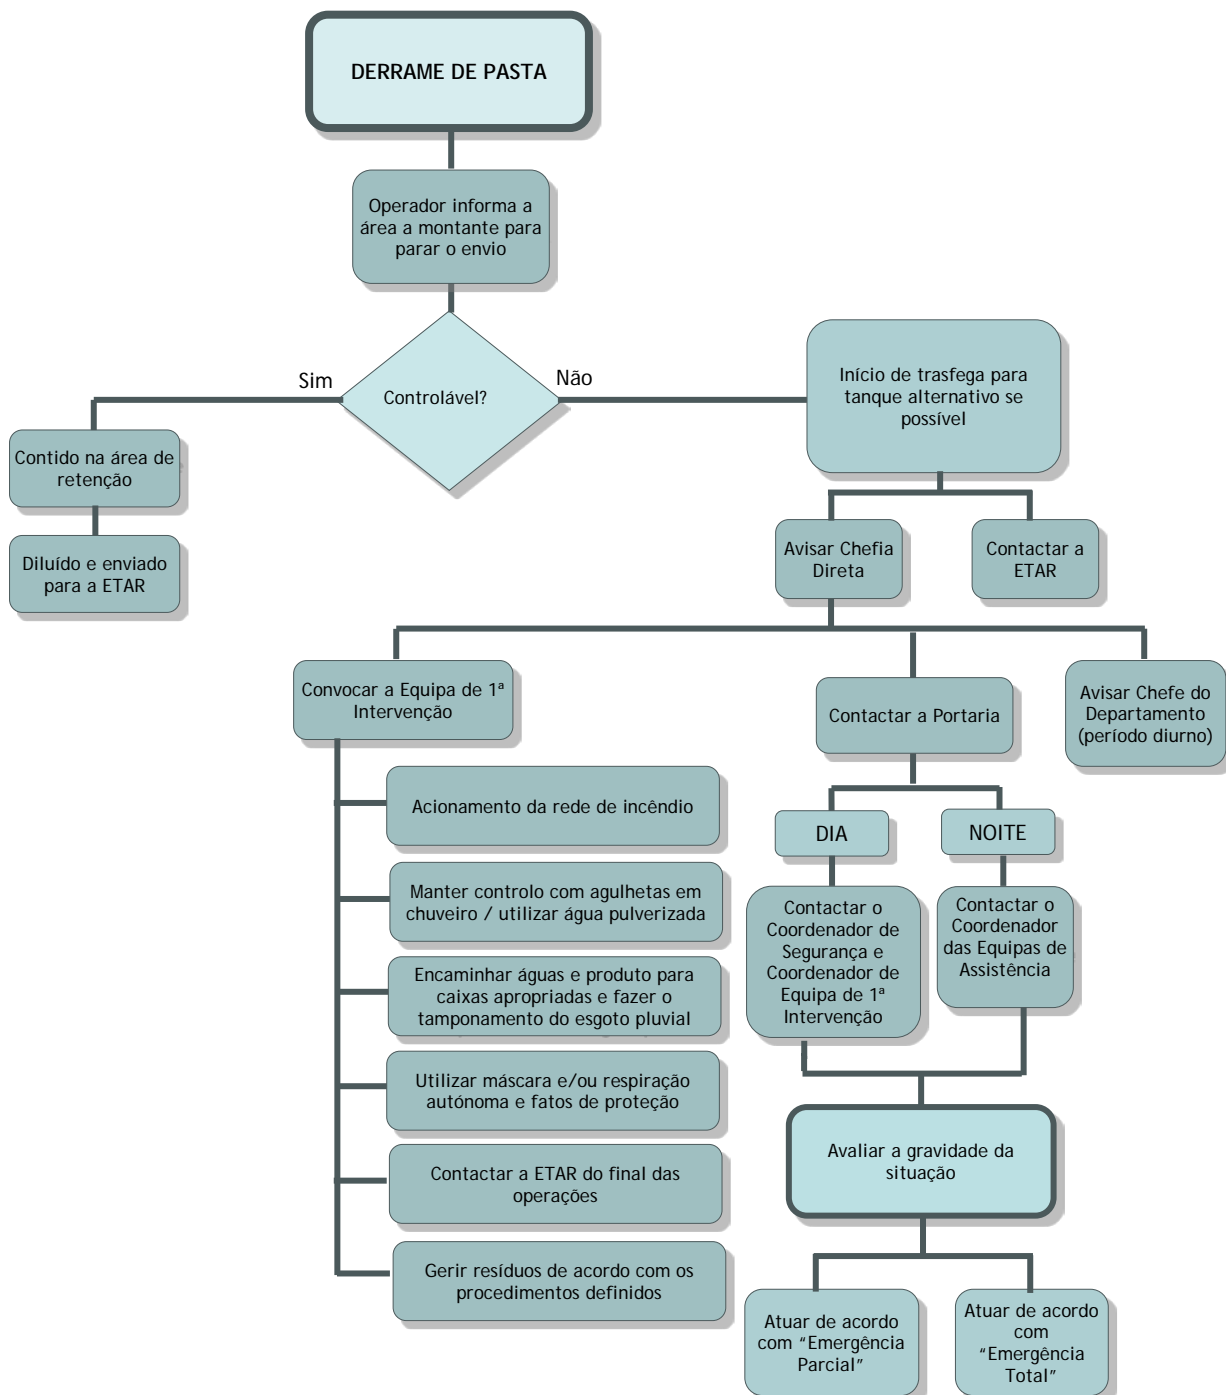 DERRAME DE PASTA
Operador informa a
área a montante para
parar o envio
Sim
Controlável?
Não
Início de trasfega para
tanque alternativo se
possível
Contido na área de
retenção
Diluído e enviado
para a ETAR
Avisar Chefia
Direta
Contactar a
ETAR
Convocar a Equipa de 1ª
Intervenção
Contactar a Portaria
Avisar Chefe do
Departamento
(período diurno)
Acionamento da rede de incêndio
Manter controlo com agulhetas em
chuveiro / utilizar água pulverizada
Encaminhar águas e produto para
caixas apropriadas e fazer o
tamponamento do esgoto pluvial
Utilizar máscara e/ou respiração
autónoma e fatos de proteção
Contactar a ETAR do final das
operações
Gerir resíduos de acordo com os
procedimentos definidos
DIA
NOITE
Contactar o
Coordenador de
Segurança e
Coordenador de
Equipa de 1ª
Intervenção
Contactar o
Coordenador
das Equipas de
Assistência
Avaliar a gravidade da
situação
Atuar de acordo
com “Emergência
Parcial”
Atuar de acordo
com
“Emergência
Total”